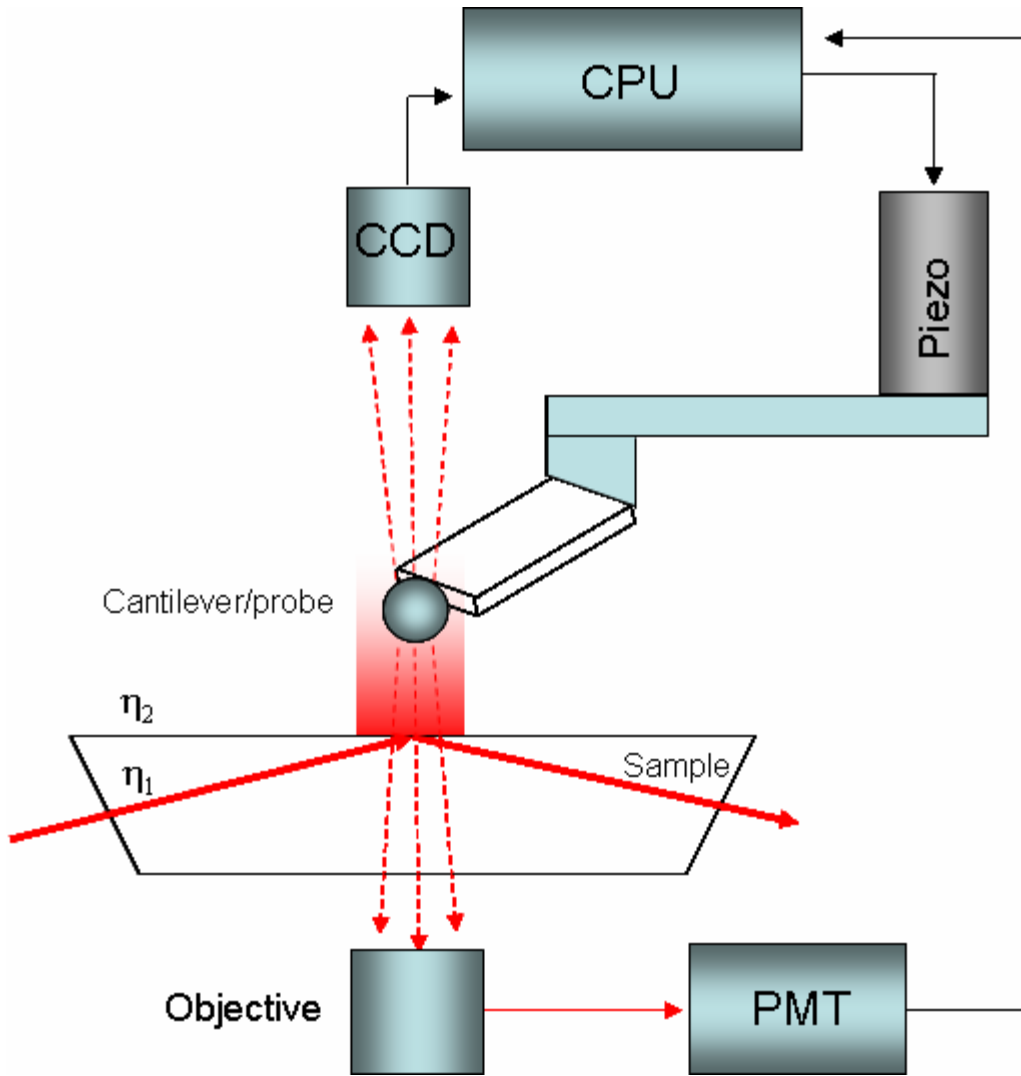 CPU
CCD
Piezo
Cantilever/probe
η₂
η₁
Sample
Objective
PMT